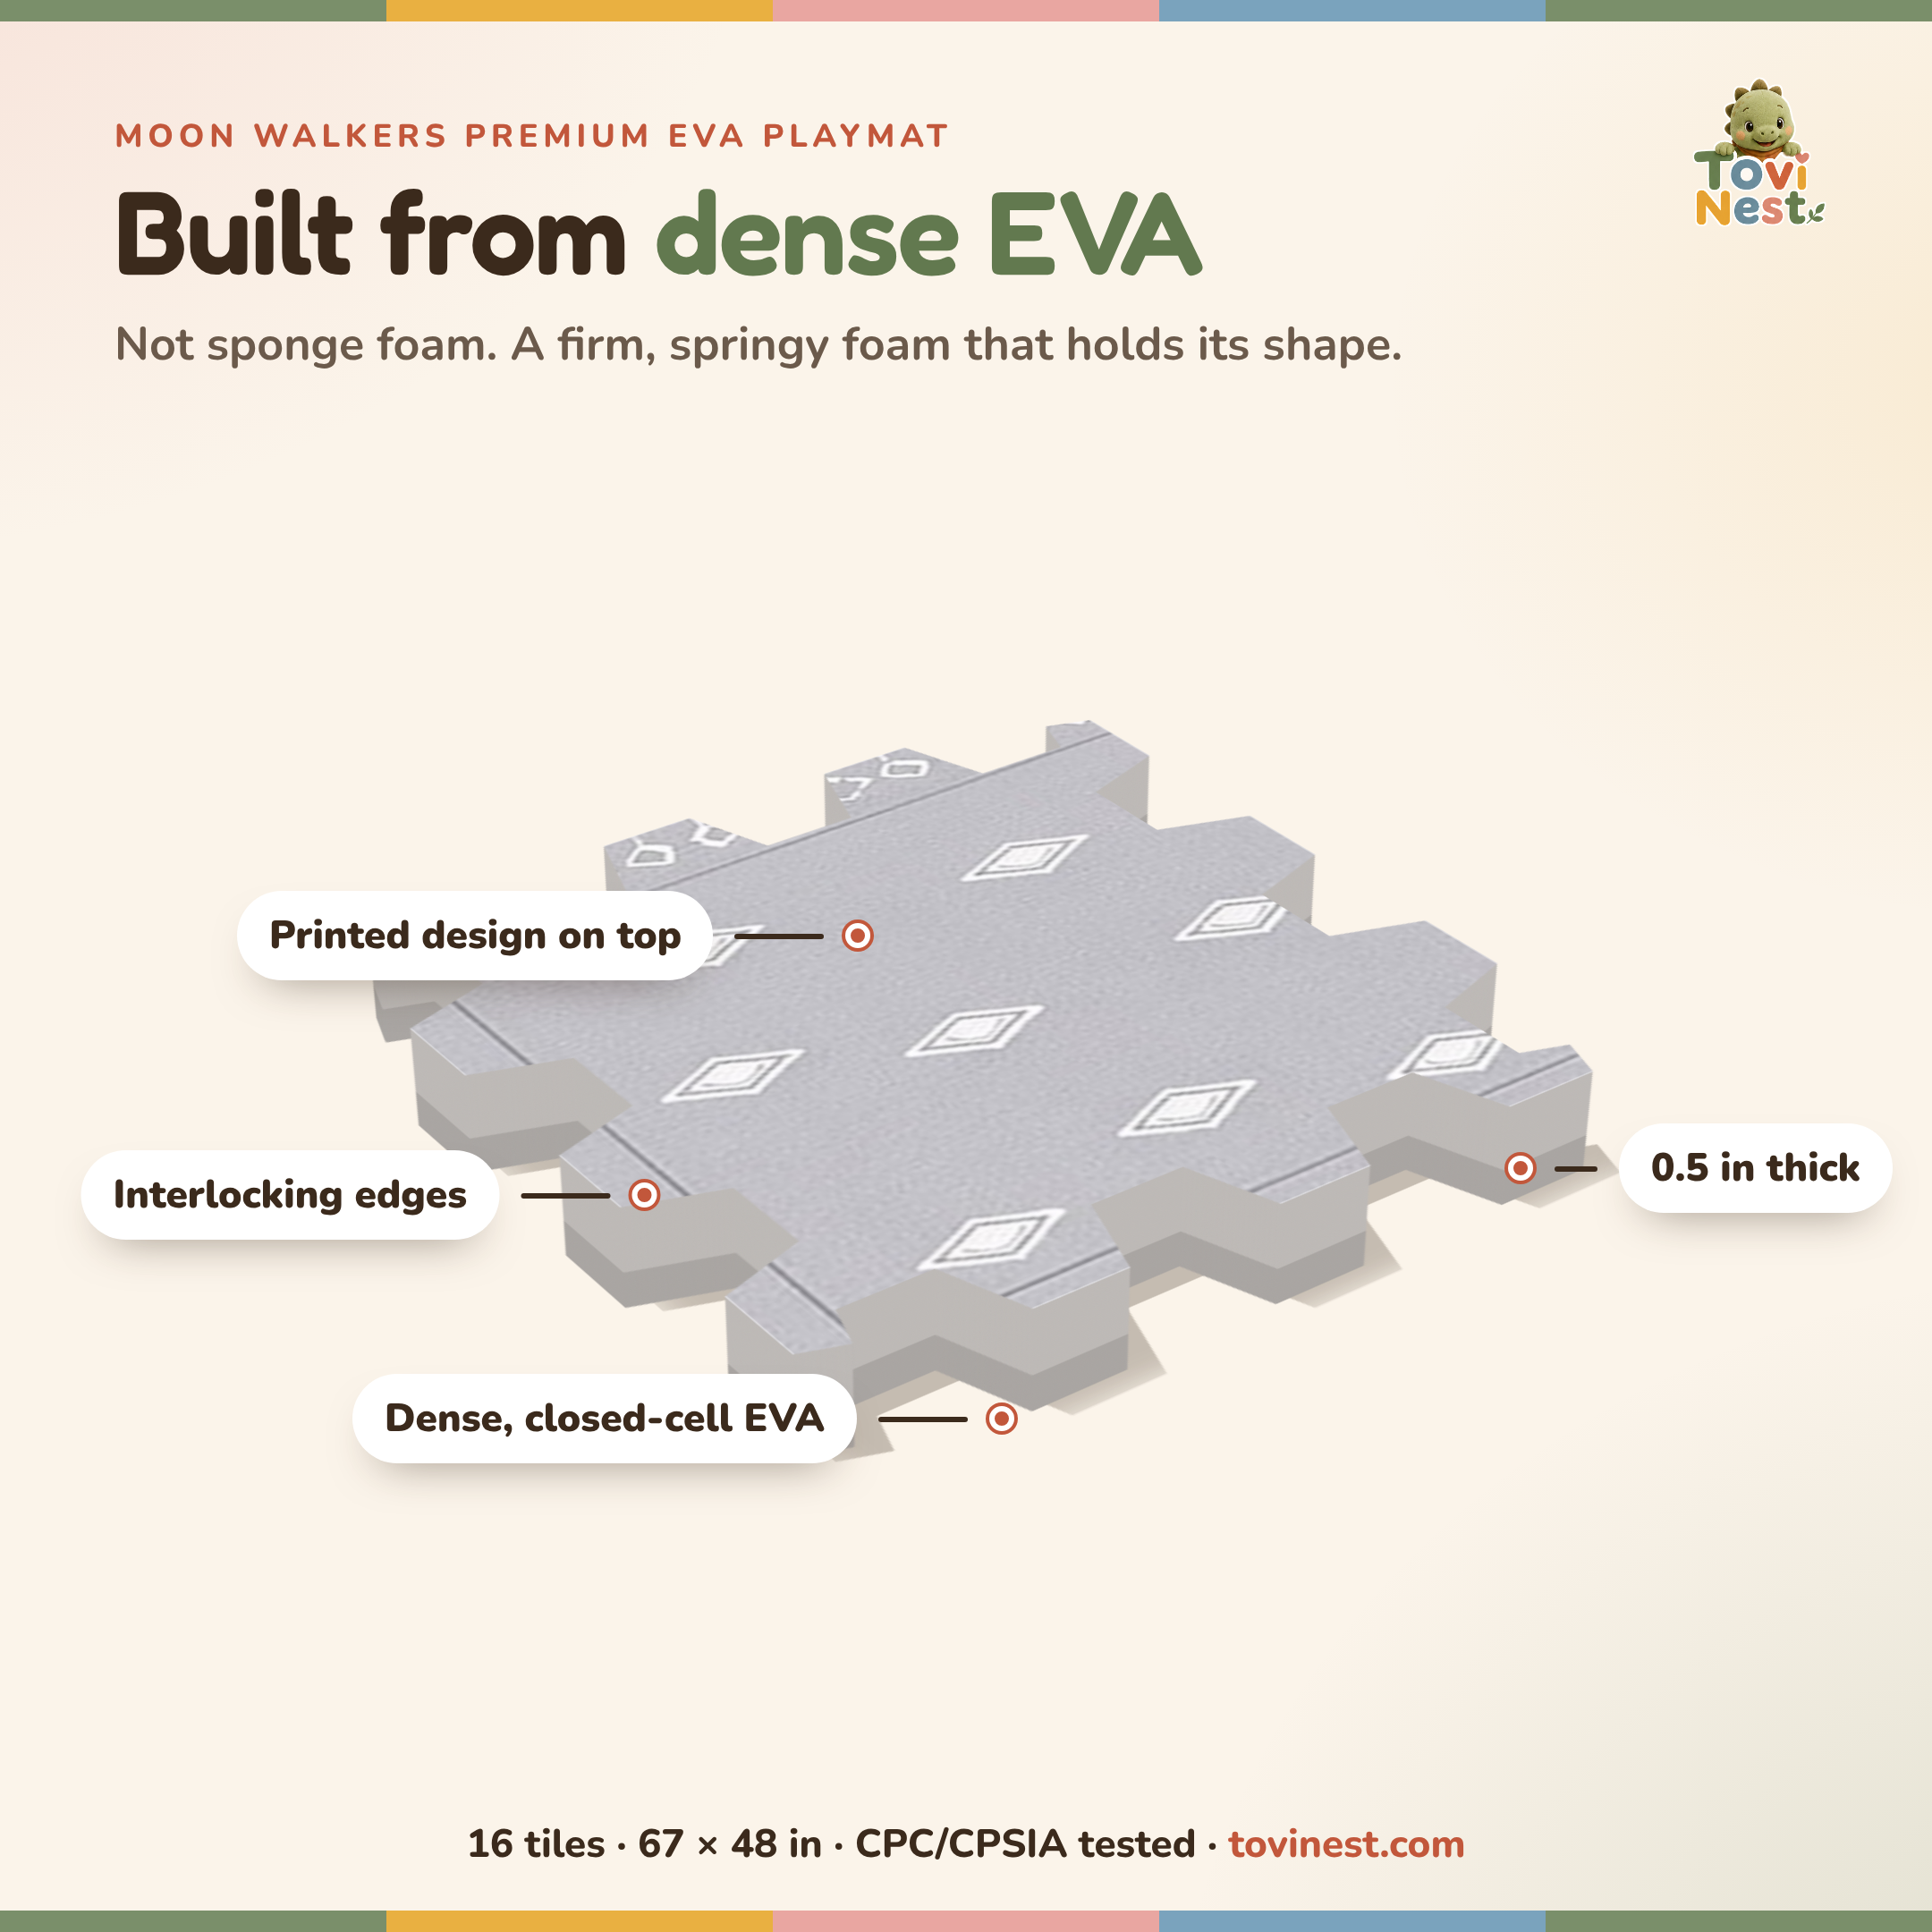 MOON WALKERS PREMIUM EVA PLAYMAT
Tovi
Nest
Built from dense EVA
Not sponge foam. A firm, springy foam that holds its shape.
Printed design on top
Interlocking edges
0.5 in thick
Dense, closed-cell EVA
16 tiles · 67 × 48 in · CPC/CPSIA tested · tovinest.com